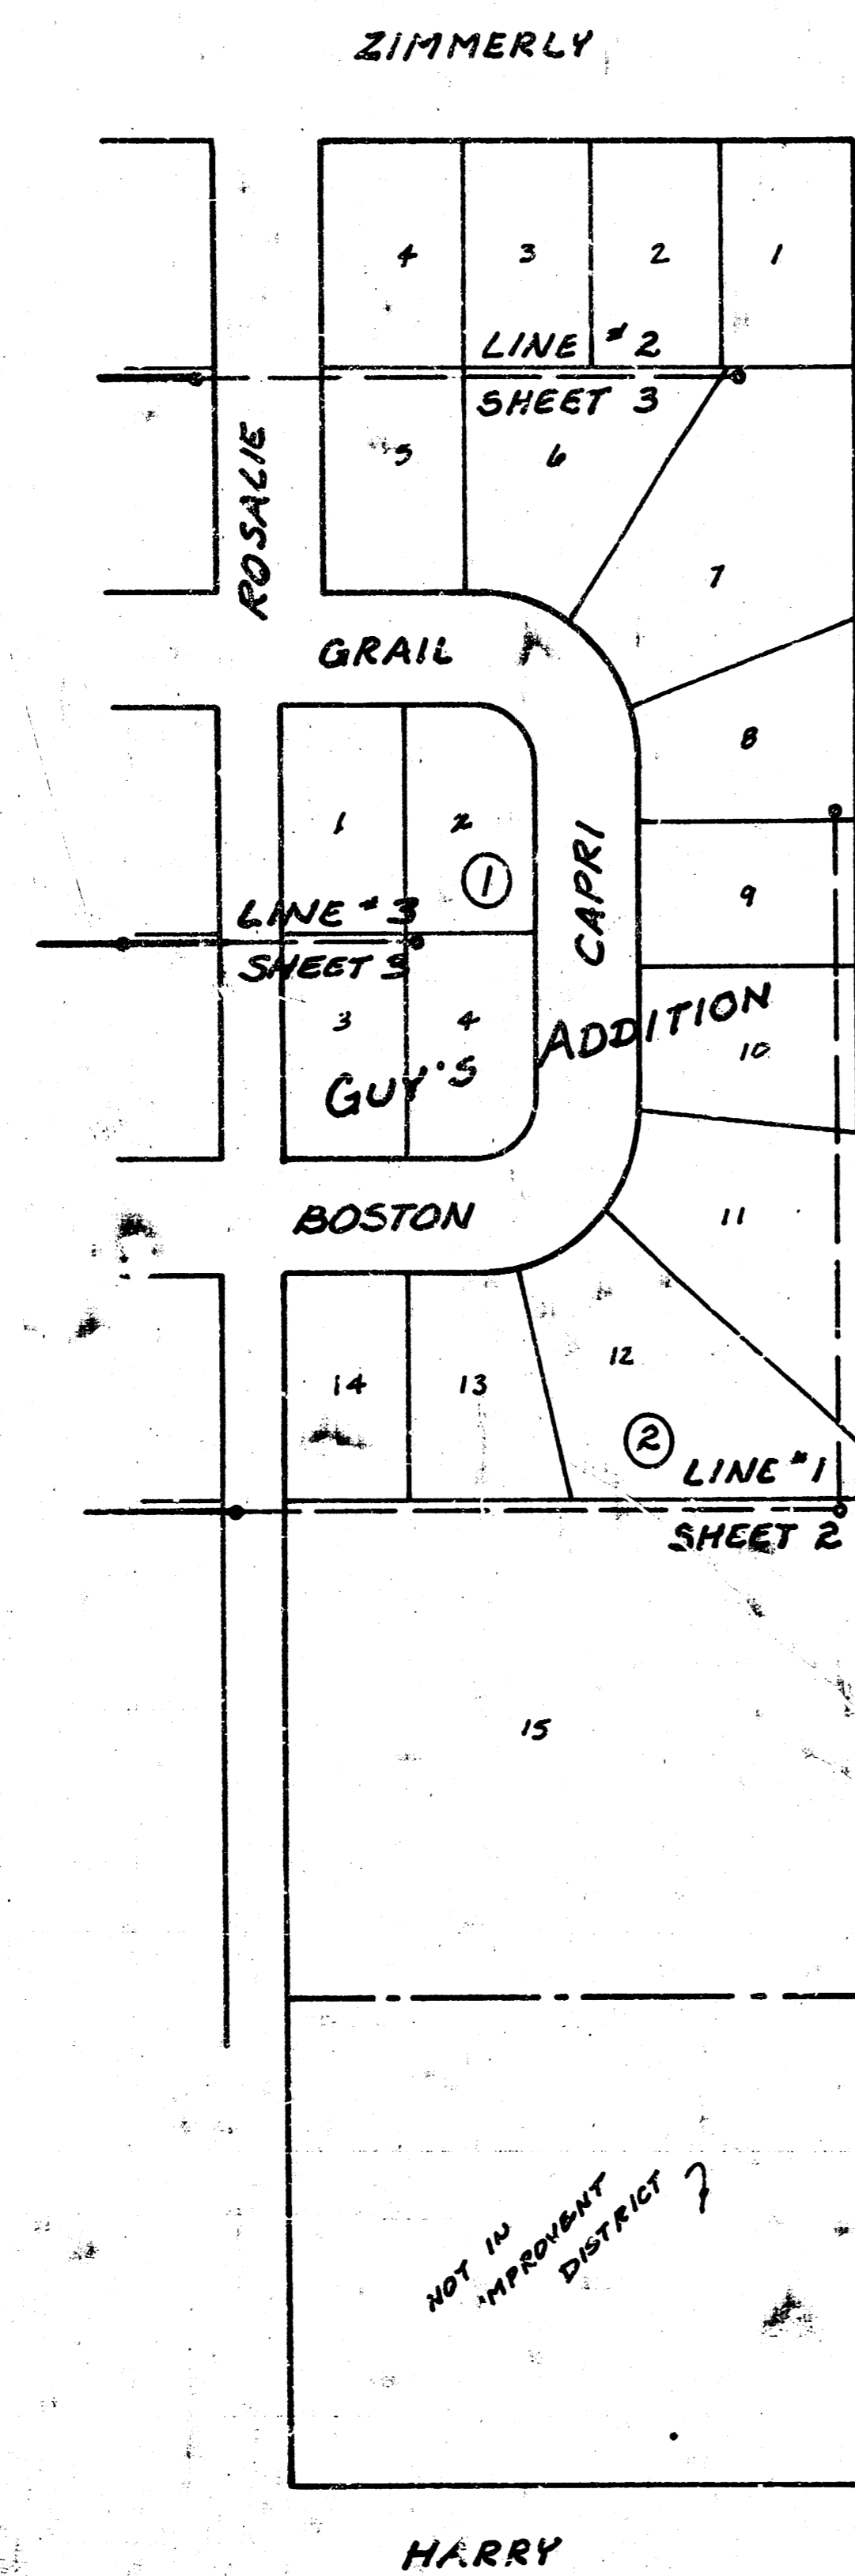 ZIMMERLY
4 3 2 1
LINE #2
SHEET 3
ROSALIE
5 6
7
GRAIL
8
1 2
1
CAPRI
9
LINE #3
SHEET 3
3 4
GUY'S ADDITION
10
BOSTON
11
14 13 12
2
LINE #1
SHEET 2
15
NOT IN
IMPROVENT
DISTRICT ?
HARRY